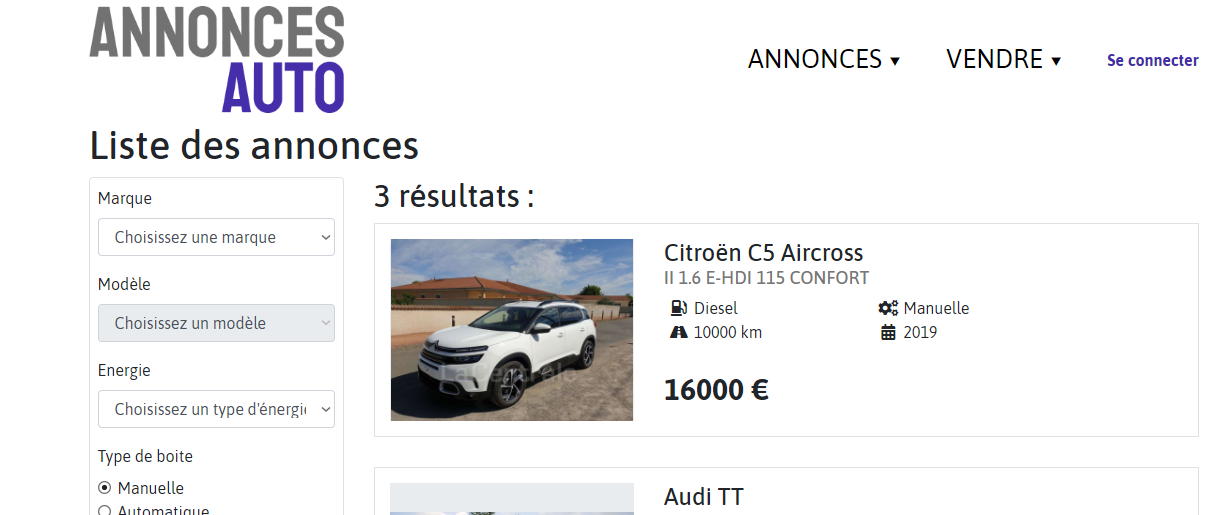 ANNONCES
AUTO
ANNONCES ▼
VENDRE ▼
Se connecter
Liste des annonces
Marque
Choisissez une marque
Modèle
Choisissez un modèle
Energie
Choisissez un type d'énergi
Type de boite
Manuelle
Automatique
3 résultats :
Citroën C5 Aircross
II 1.6 E-HDI 115 CONFORT
Diesel
Manuelle
10000 km
2019
16000 €
Audi TT